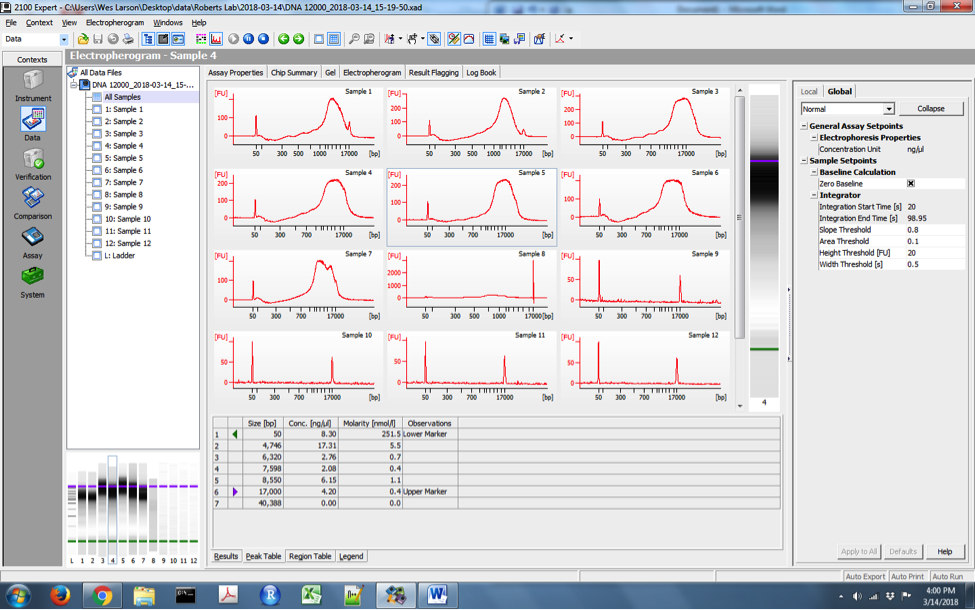 2100 Expert - C:\Users\Wes Larson\Desktop\data\Roberts Lab\2018-03-14\DNA 12000_2018-03-14_15-19-50.xad
File Context View Electropherogram Windows Help
Data
Contexts
Instrument
Data
Verification
Comparison
Assay
System
Electropherogram - Sample 4
All Data Files
DNA 12000_2018-03-14_15-...
All Samples
1: Sample 1
2: Sample 2
3: Sample 3
4: Sample 4
5: Sample 5
6: Sample 6
7: Sample 7
8: Sample 8
9: Sample 9
10: Sample 10
11: Sample 11
12: Sample 12
L: Ladder
L 1 2 3 4 5 6 7 8 9 10 11 12
Assay Properties Chip Summary Gel Electropherogram Result Flagging Log Book
[FU] Sample 1
200
100
0
50 300 500 1000 17000 [bp]
[FU] Sample 2
200
100
0
50 300 500 1000 17000 [bp]
[FU] Sample 3
200
100
0
50 300 700 17000 [bp]
[FU] Sample 4
200
100
0
50 300 700 17000 [bp]
[FU] Sample 5
200
100
0
50 300 700 17000 [bp]
[FU] Sample 6
200
100
0
50 300 700 17000 [bp]
[FU] Sample 7
200
100
0
50 300 700 17000 [bp]
[FU] Sample 8
2000
1000
0
50 300 500 1000 17000 [bp]
[FU] Sample 9
50
0
50 300 700 17000 [bp]
[FU] Sample 10
50
0
50 300 700 17000 [bp]
[FU] Sample 11
50
0
50 300 700 17000 [bp]
[FU] Sample 12
50
0
50 300 700 17000 [bp]
4
Size [bp] Conc. [ng/µl] Molarity [nmol/l] Observations
1 50 8.30 251.5 Lower Marker
2 4,746 17.31 5.5
3 6,320 2.76 0.7
4 7,598 2.08 0.4
5 8,550 6.15 1.1
6 17,000 4.20 0.4 Upper Marker
7 40,388 0.00 0.0
Results Peak Table Region Table Legend
Local Global
Normal Collapse
General Assay Setpoints
Electrophoresis Properties
Concentration Unit ng/µl
Sample Setpoints
Baseline Calculation
Zero Baseline
Integrator
Integration Start Time [s] 20
Integration End Time [s] 98.95
Slope Threshold 0.8
Area Threshold 0.1
Height Threshold [FU] 20
Width Threshold [s] 0.5
Apply to All Defaults Help
Auto Export Auto Print Auto Run
4:00 PM
3/14/2018